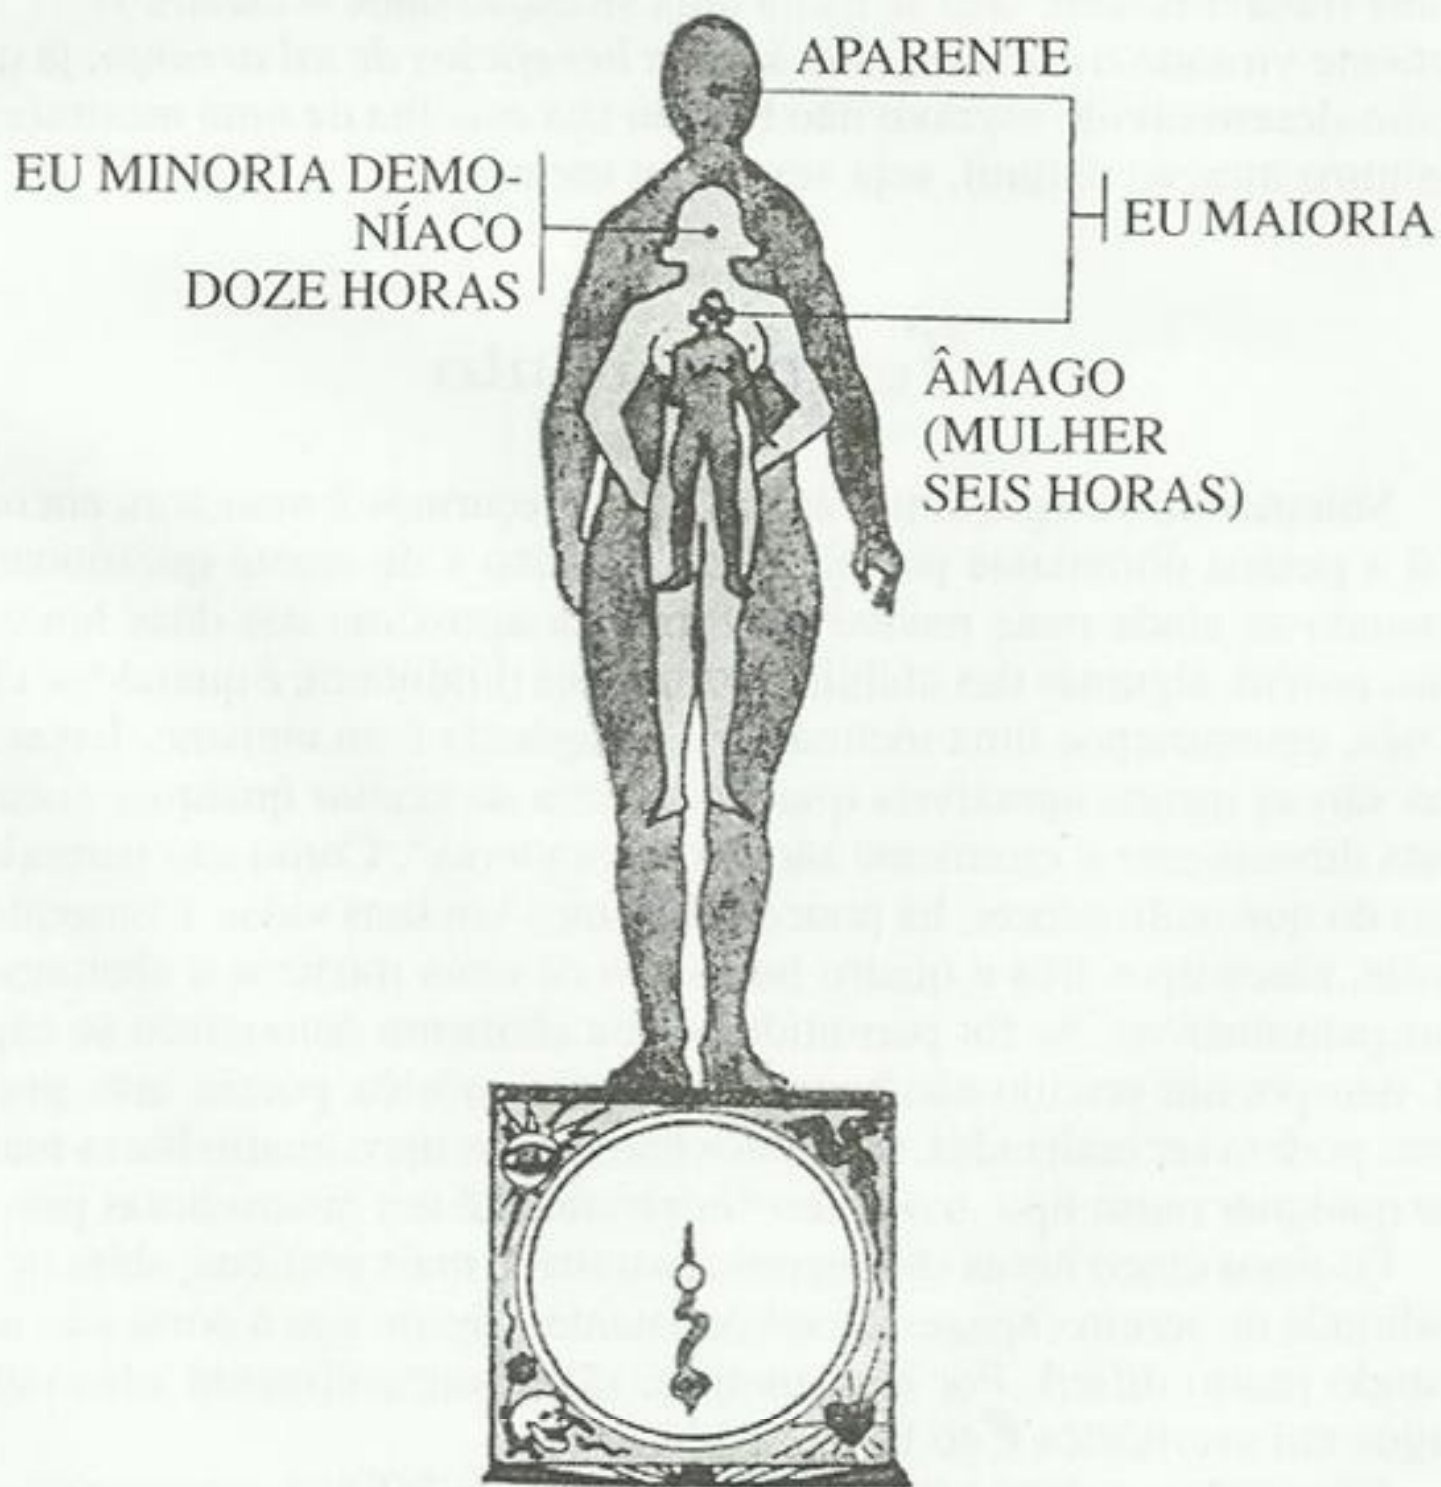 APARENTE
EU MINORIA DEMO-
NÍACO
DOZE HORAS
EU MAIORIA
ÂMAGO
(MULHER
SEIS HORAS)